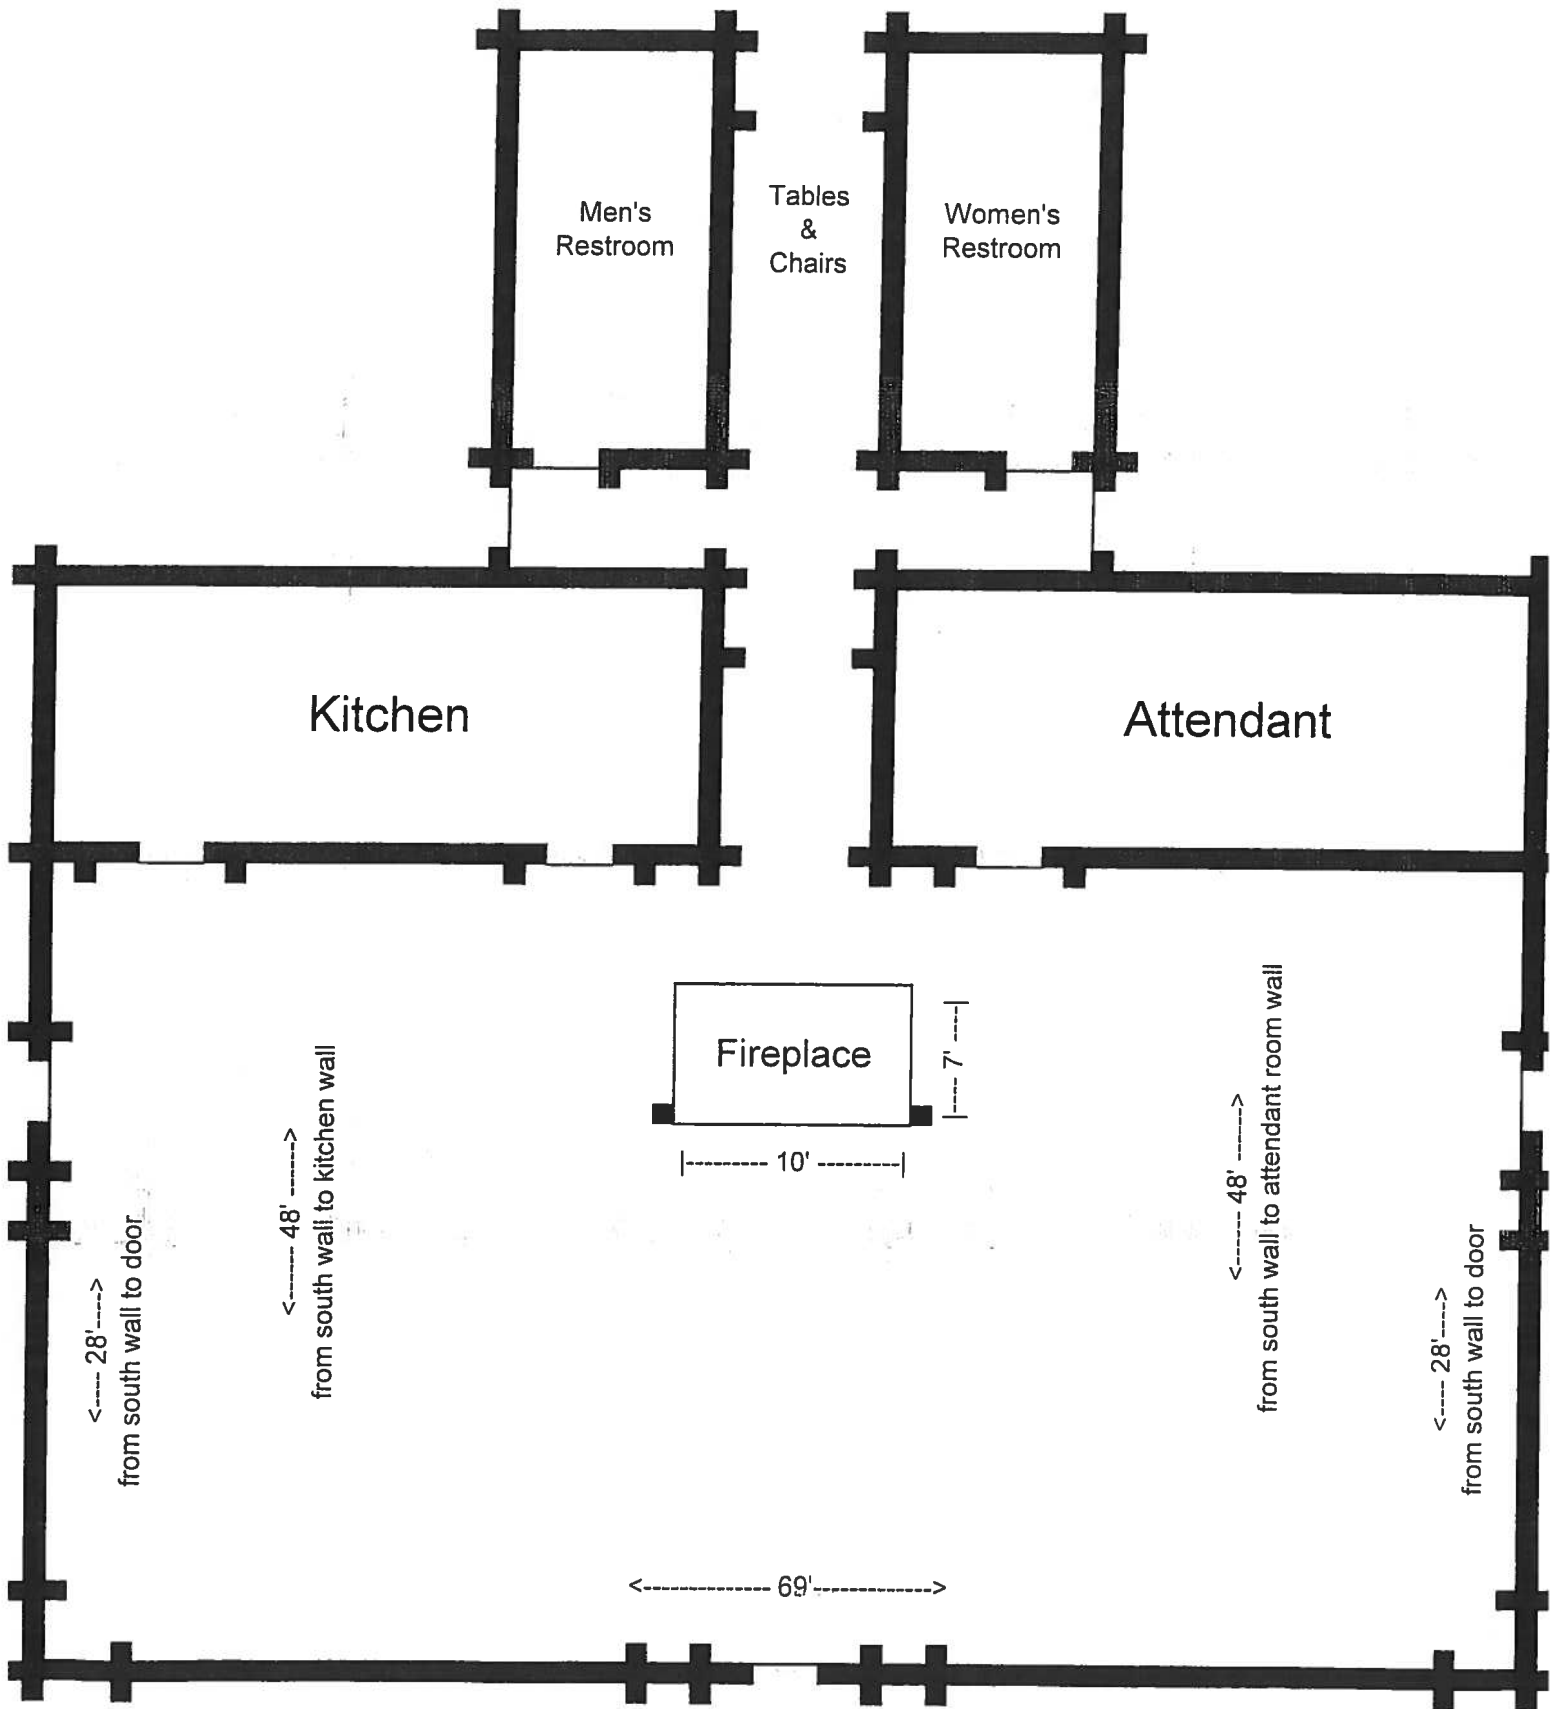 Men's
Restroom
Tables
&
Chairs
Women's
Restroom
Kitchen
Attendant
Fireplace
|---- 7' ----|
|--------- 10' ---------|
<------ 48' ------>
from south wall to kitchen wall
<------ 48' ------>
from south wall to attendant room wall
<---- 28'---->
from south wall to door
<---- 28'---->
from south wall to door
<-------------- 69'-------------->